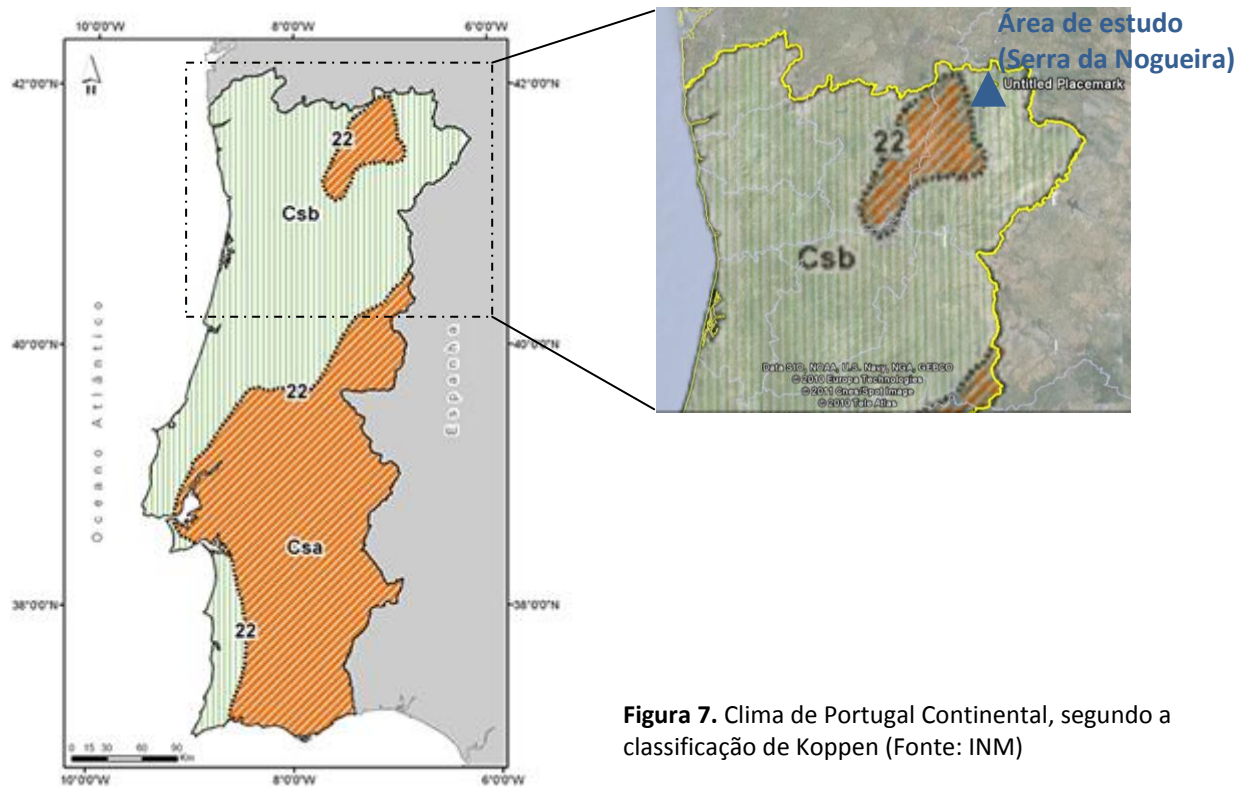 10°0'0"W
8°0'0"W
6°0'0"W
42°0'0"N
42°0'0"N
N
22
Csb
40°0'0"N
40°0'0"N
22
Oceano Atlântico
Espanha
Csa
38°0'0"N
38°0'0"N
22
0 15 30 60 90
Km
10°0'0"W
8°0'0"W
6°0'0"W
Área de estudo
(Serra da Nogueira)
Untitled Placemark
22
Csb
Data SIO, NOAA, U.S. Navy, NGA, GEBCO
© 2010 Europa Technologies
© 2011 Cnes/Spot Image
© 2010 Tele Atlas
Figura 7. Clima de Portugal Continental, segundo a
classificação de Koppen (Fonte: INM)